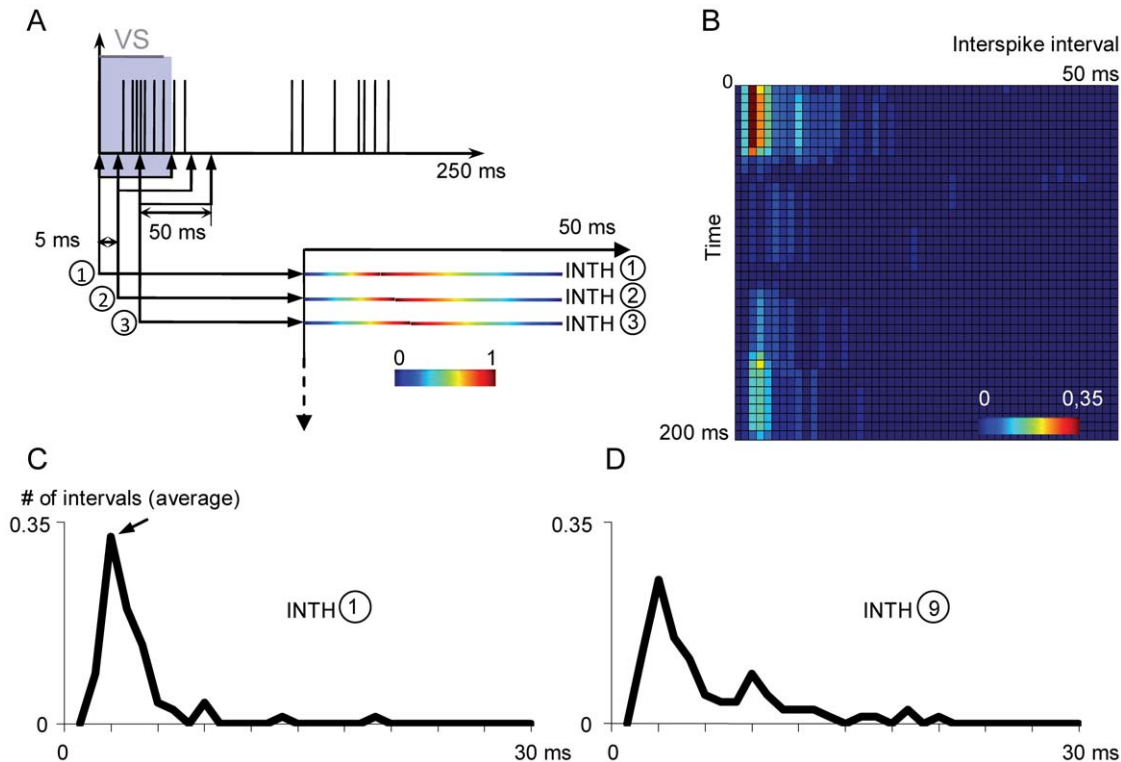 A
VS
250 ms
50 ms
5 ms
50 ms
1 INTH 1
2 INTH 2
3 INTH 3
0 1
B
Interspike interval
50 ms
0
Time
200 ms
0 0,35
C
# of intervals (average)
0.35
INTH 1
0
0 30 ms
D
0.35
INTH 9
0
0 30 ms